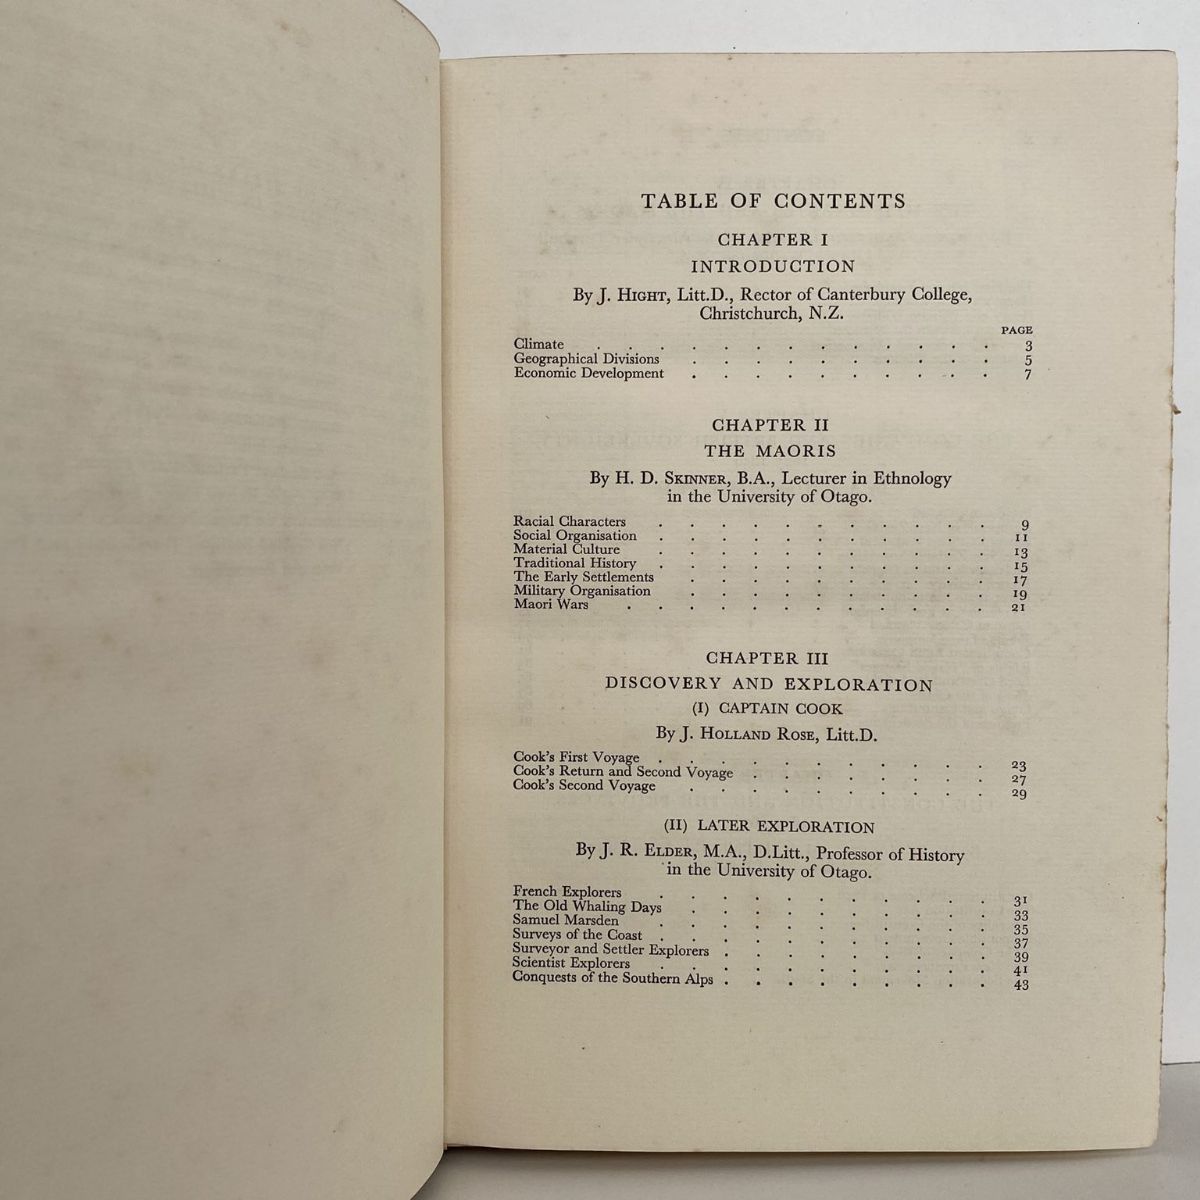 TABLE OF CONTENTS
CHAPTER I
INTRODUCTION
By J. HIGHT, Litt.D., Rector of Canterbury College,
Christchurch, N.Z.
PAGE
Climate . . . . . . . . . . . . . 3
Geographical Divisions . . . . . . . . . . 5
Economic Development . . . . . . . . . . 7
CHAPTER II
THE MAORIS
By H. D. SKINNER, B.A., Lecturer in Ethnology
in the University of Otago.
Racial Characters . . . . . . . . . . . 9
Social Organisation . . . . . . . . . . . 11
Material Culture . . . . . . . . . . . 13
Traditional History . . . . . . . . . . . 15
The Early Settlements . . . . . . . . . . 17
Military Organisation . . . . . . . . . . 19
Maori Wars . . . . . . . . . . . . 21
CHAPTER III
DISCOVERY AND EXPLORATION
(I) CAPTAIN COOK
By J. HOLLAND ROSE, Litt.D.
Cook's First Voyage . . . . . . . . . . . 23
Cook's Return and Second Voyage . . . . . . . . 27
Cook's Second Voyage . . . . . . . . . . 29
(II) LATER EXPLORATION
By J. R. ELDER, M.A., D.Litt., Professor of History
in the University of Otago.
French Explorers . . . . . . . . . . . 31
The Old Whaling Days . . . . . . . . . . 33
Samuel Marsden . . . . . . . . . . . 35
Surveys of the Coast . . . . . . . . . . . 37
Surveyor and Settler Explorers . . . . . . . . . 39
Scientist Explorers . . . . . . . . . . . 41
Conquests of the Southern Alps . . . . . . . . . 43